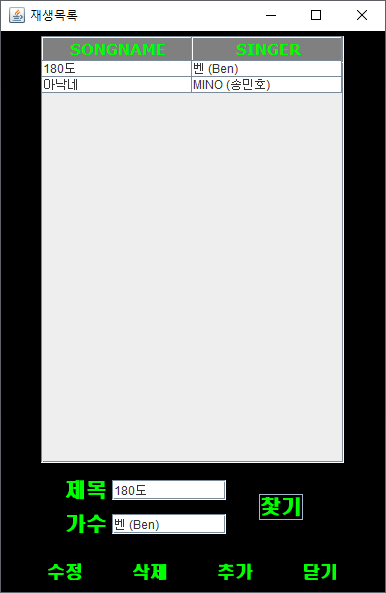 재생목록
SONGNAME SINGER
180도 벤 (Ben)
아낙네 MINO (송민호)
제목 180도
찾기
가수 벤 (Ben)
수정 삭제 추가 닫기